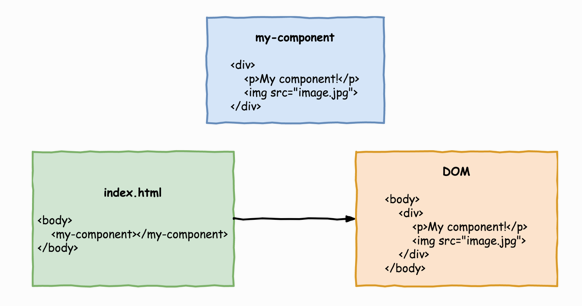 my-component
<div>
<p>My component!</p>
<img src="image.jpg">
</div>
index.html
<body>
<my-component></my-component>
</body>
DOM
<body>
<div>
<p>My component!</p>
<img src="image.jpg">
</div>
</body>